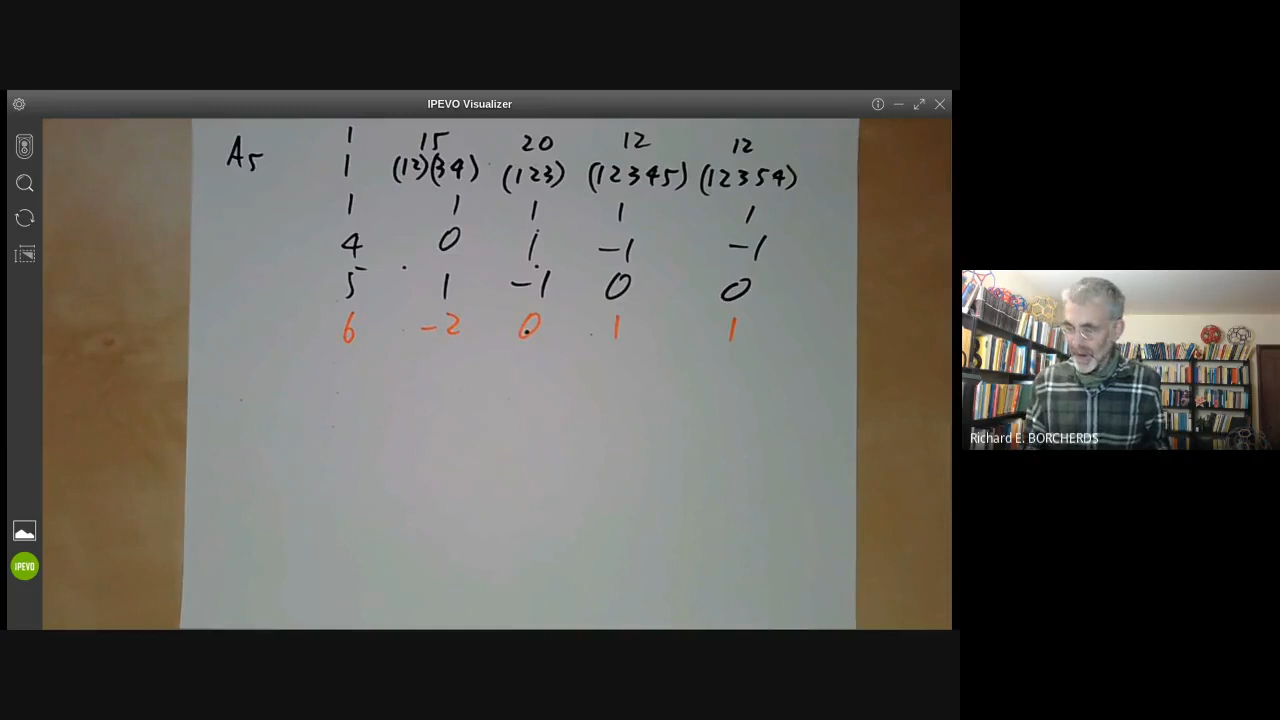 IPEVO Visualizer
1 15 20 12 12
A5 1 (12)(34) (123) (12345) (12354)
1 1 1 1 1
4 0 1 -1 -1
5 1 -1 0 0
6 -2 0 1 1
Richard E. BORCHERDS
IPEVO